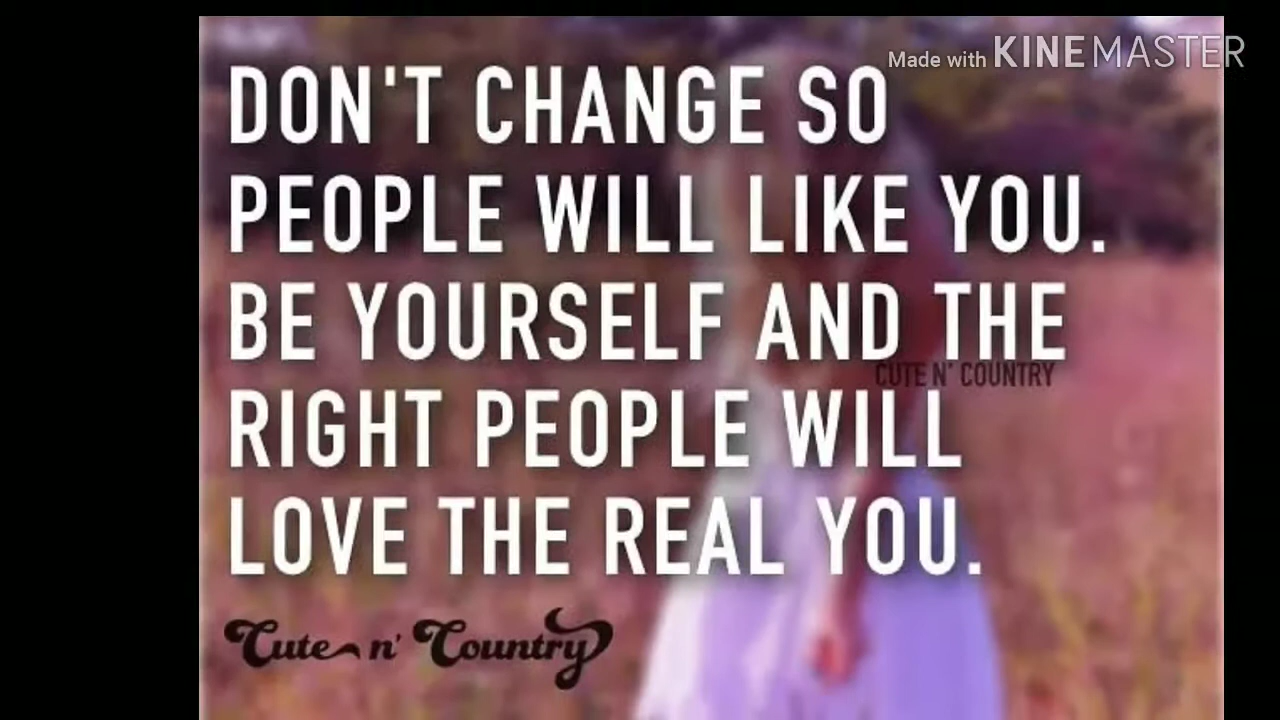 Made with KINEMASTER
DON'T CHANGE SO
PEOPLE WILL LIKE YOU.
BE YOURSELF AND THE
CUTE N' COUNTRY
RIGHT PEOPLE WILL
LOVE THE REAL YOU.
Cute n' Country